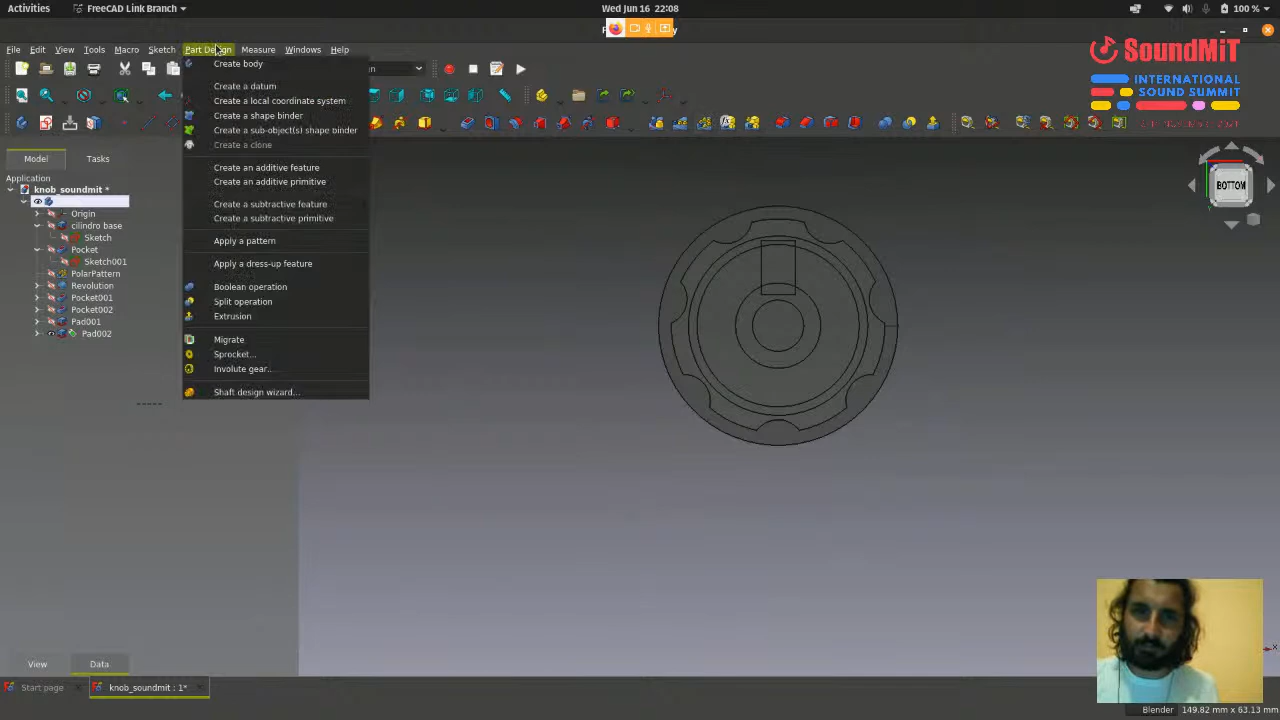 Activities
FreeCAD Link Branch
Wed Jun 16 22:08
100 %
File Edit View Tools Macro Sketch Part Design Measure Windows Help
SoundMiT
INTERNATIONAL
SOUND SUMMIT
Create body
Create a datum
Create a local coordinate system
Create a shape binder
Create a sub-object(s) shape binder
Create a clone
Create an additive feature
Create an additive primitive
Create a subtractive feature
Create a subtractive primitive
Apply a pattern
Apply a dress-up feature
Boolean operation
Split operation
Extrusion
Migrate
Sprocket...
Involute gear...
Shaft design wizard...
Model Tasks
Application
knob_soundmit *
Origin
cilindro base
Sketch
Pocket
Sketch001
PolarPattern
Revolution
Pocket001
Pocket002
Pad001
Pad002
BOTTOM
View Data
Start page
knob_soundmit : 1*
Blender
149.82 mm x 63.13 mm